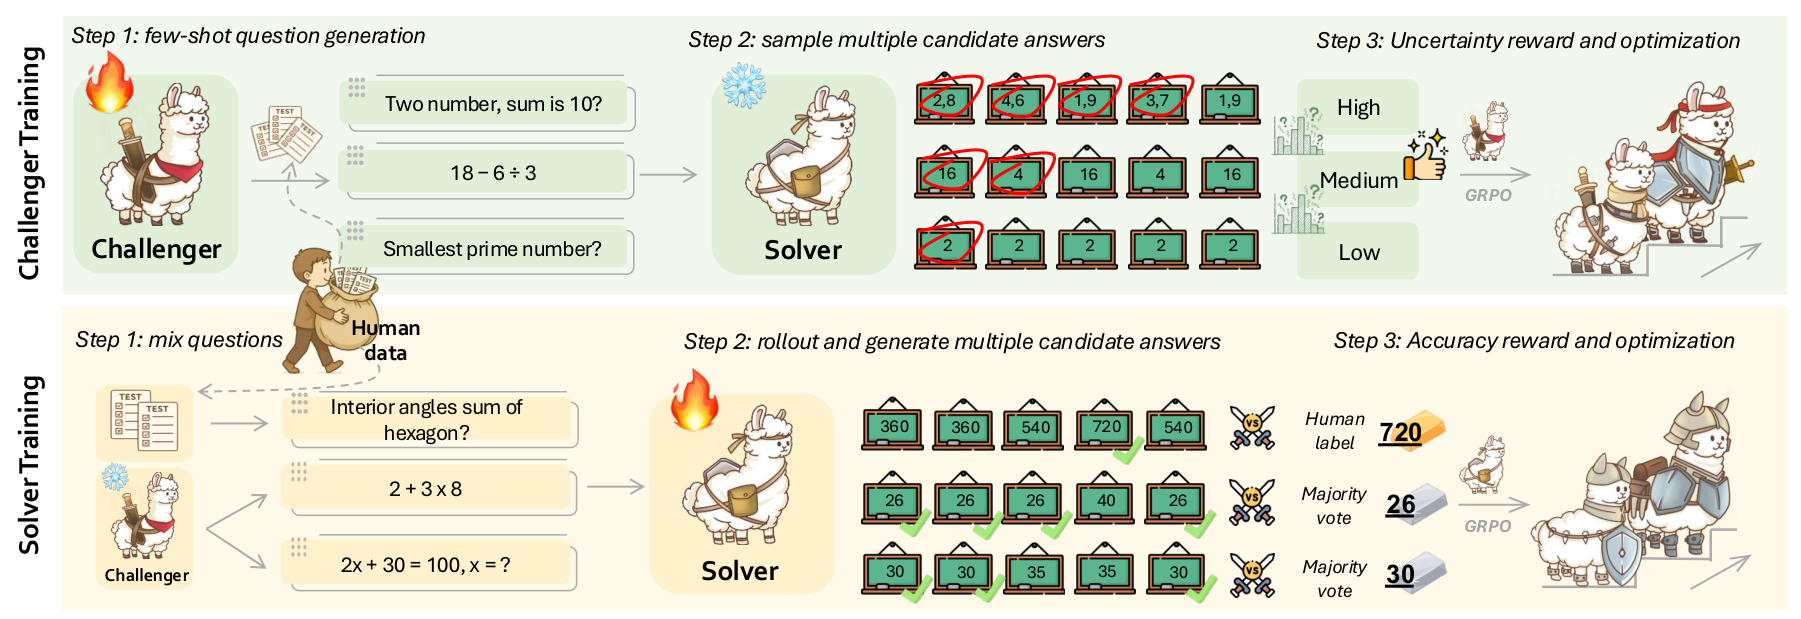 Challenger Training
Step 1: few-shot question generation
Step 2: sample multiple candidate answers
Step 3: Uncertainty reward and optimization
Challenger
TEST
TEST
Two number, sum is 10?
18 − 6 ÷ 3
Smallest prime number?
Solver
2,8
4,6
1,9
3,7
1,9
16
4
16
4
16
2
2
2
2
2
High
Medium
Low
GRPO
Human
data
Solver Training
Step 1: mix questions
Step 2: rollout and generate multiple candidate answers
Step 3: Accuracy reward and optimization
TEST
TEST
Challenger
Interior angles sum of
hexagon?
2 + 3 x 8
2x + 30 = 100, x = ?
Solver
360
360
540
720
540
VS
26
26
26
40
26
VS
30
30
35
35
30
VS
Human
label
720
Majority
vote
26
Majority
vote
30
GRPO